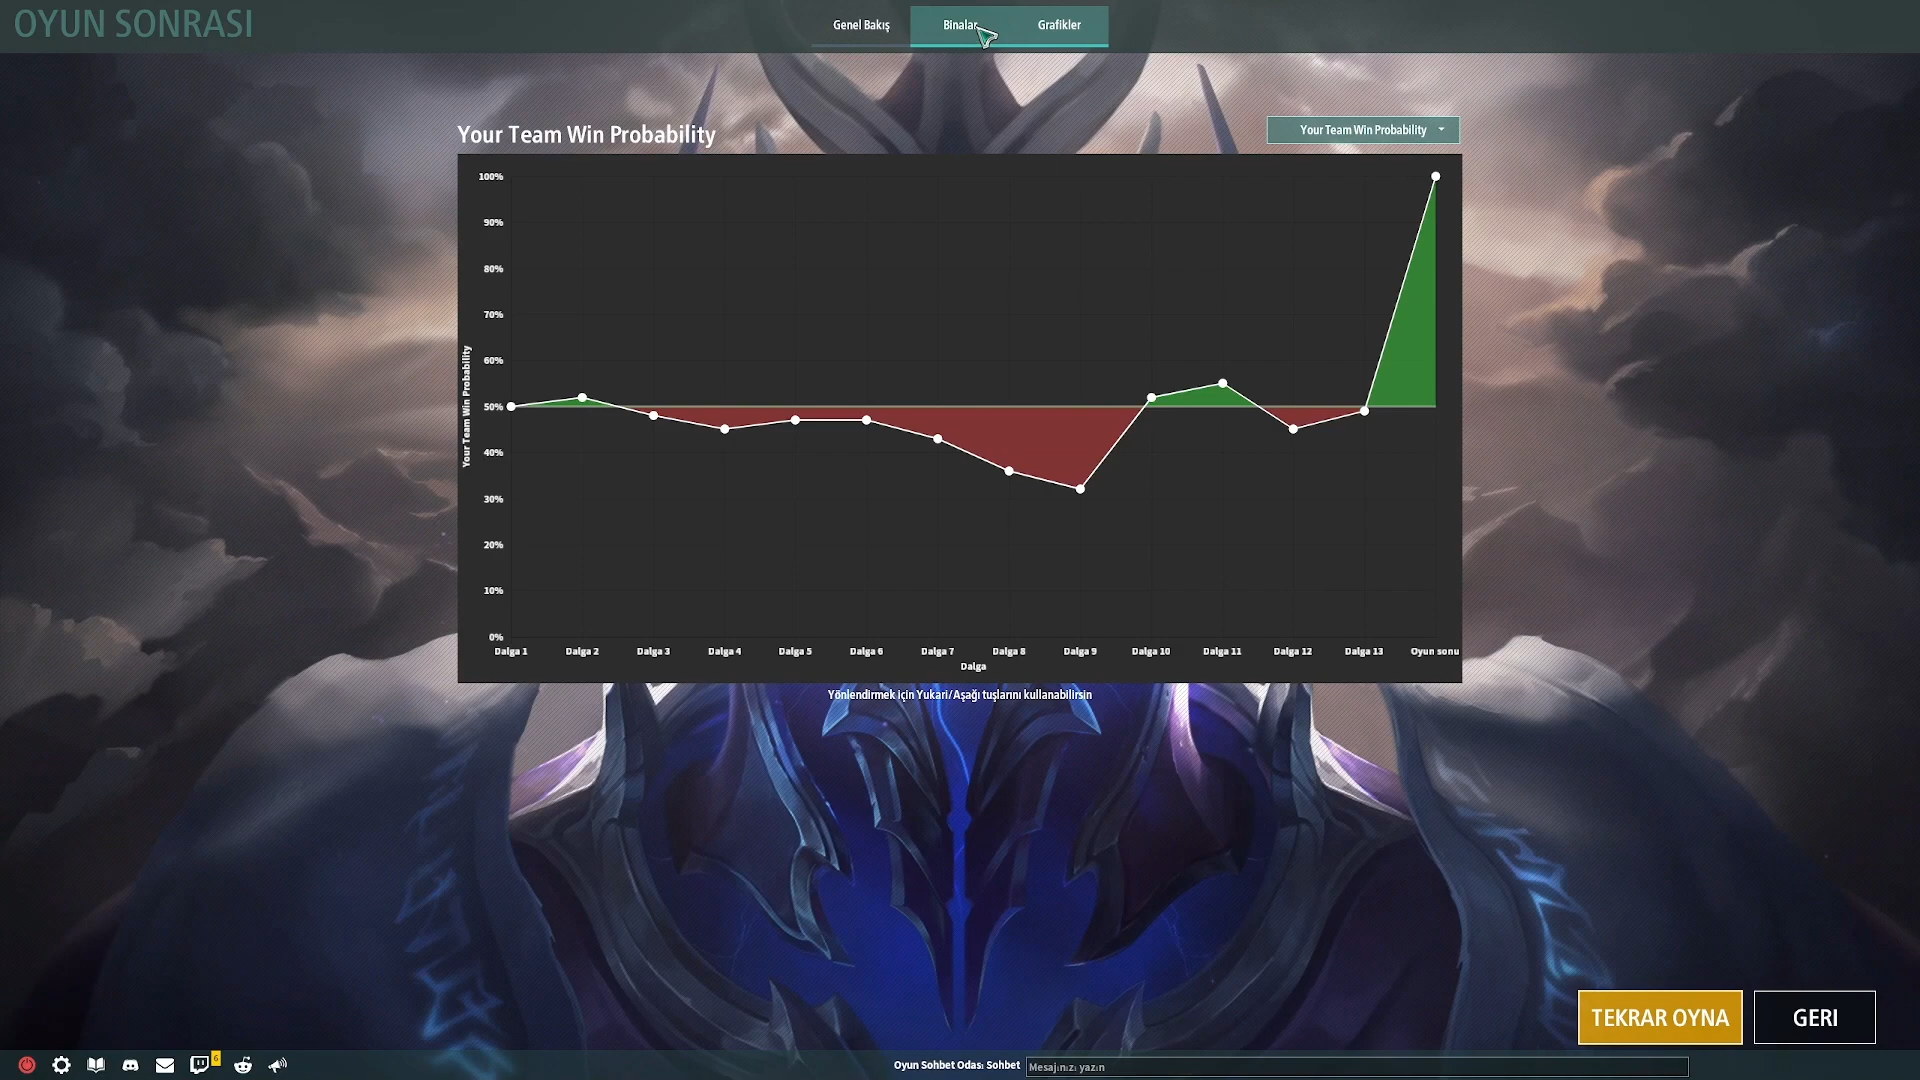 OYUN SONRASI
Genel Bakış
Binalar
Grafikler
Your Team Win Probability
Your Team Win Probability
100%
90%
80%
70%
60%
50%
40%
30%
20%
10%
0%
Your Team Win Probability
Dalga 1 Dalga 2 Dalga 3 Dalga 4 Dalga 5 Dalga 6 Dalga 7 Dalga 8 Dalga 9 Dalga 10 Dalga 11 Dalga 12 Dalga 13 Oyun sonu
Dalga
Yönlendirmek için Yukari/Aşağı tuşlarını kullanabilirsin
TEKRAR OYNA
GERI
6
Oyun Sohbet Odası: Sohbet
Mesajınızı yazın